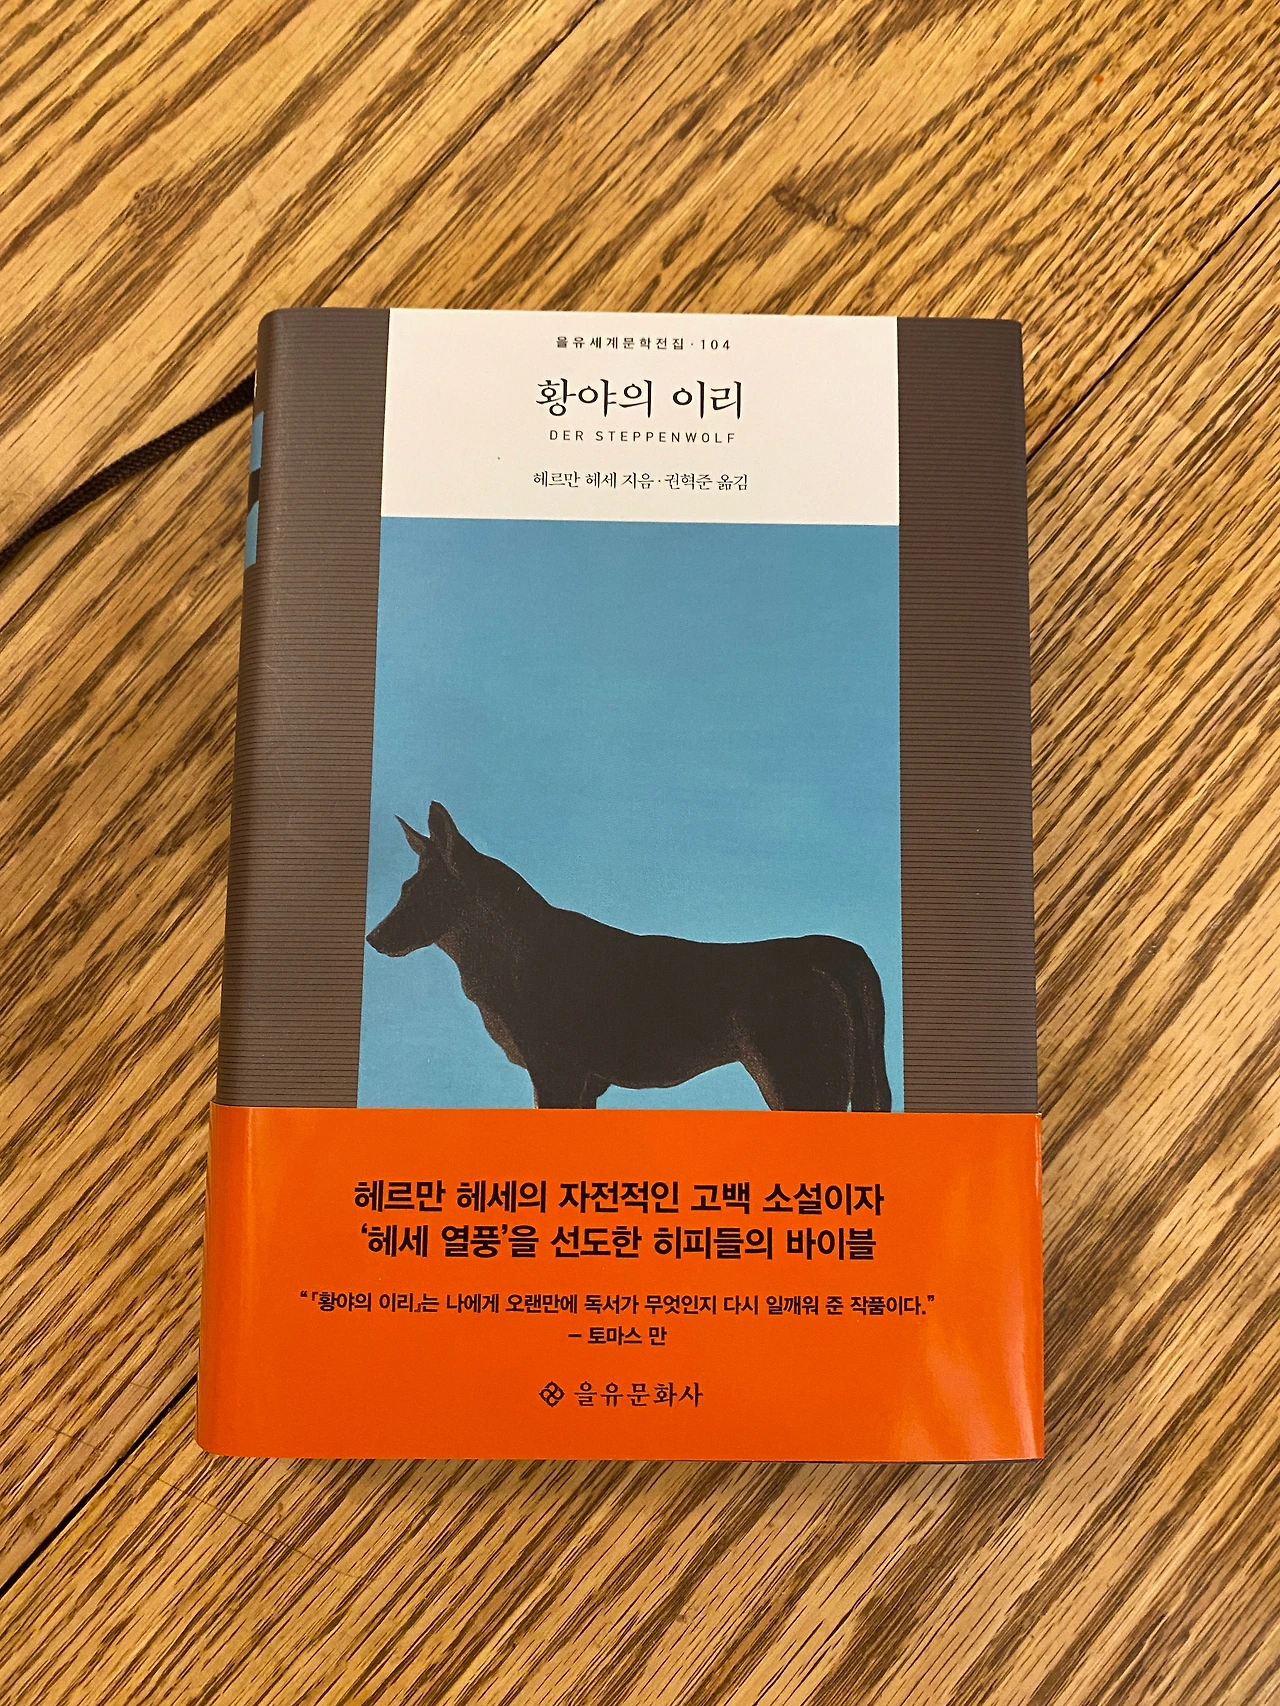 을유세계문학전집·104
황야의 이리
DER STEPPENWOLF
헤르만 헤세 지음·권혁준 옮김
헤르만 헤세의 자전적인 고백 소설이자
‘헤세 열풍’을 선도한 히피들의 바이블
“『황야의 이리』는 나에게 오랜만에 독서가 무엇인지 다시 일깨워 준 작품이다.”
– 토마스 만
을유문화사